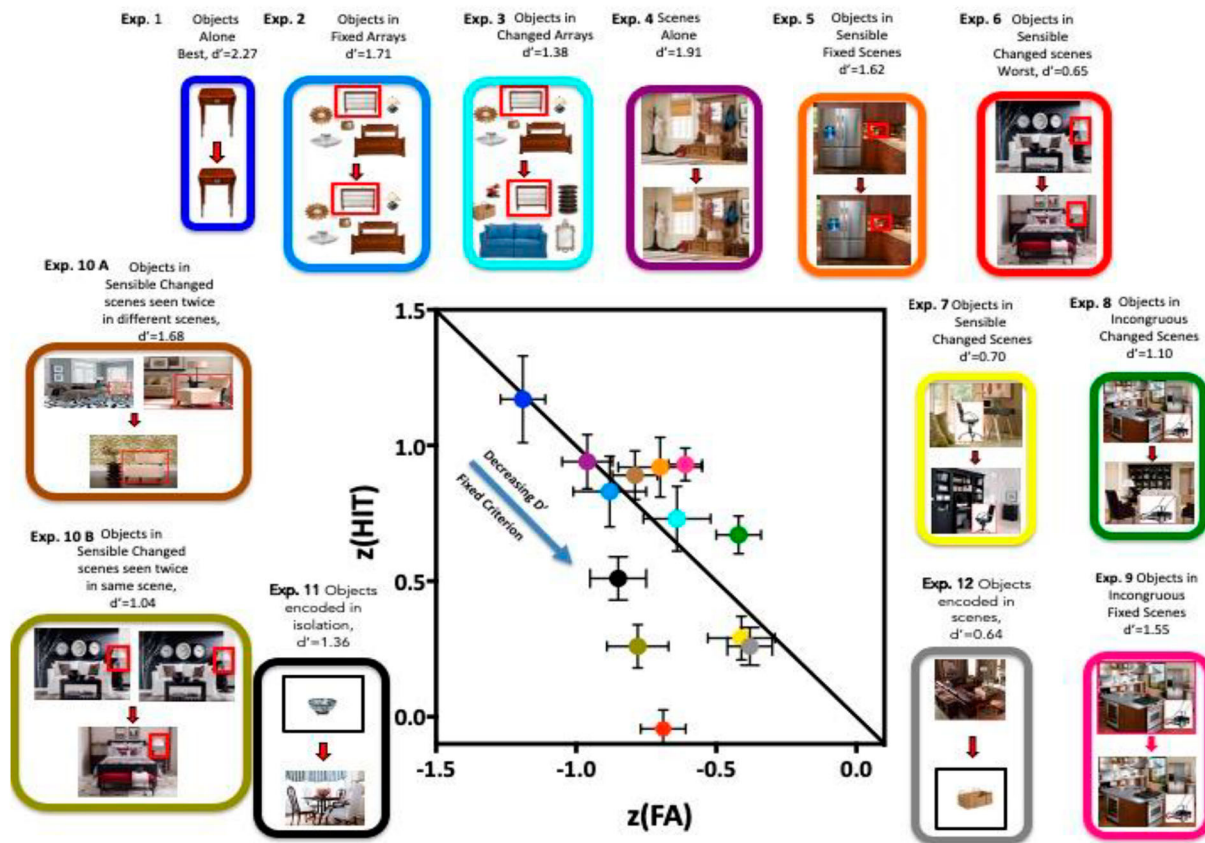 Exp. 1 Objects
Alone
Best, d'=2.27
Exp. 2 Objects in
Fixed Arrays
d'=1.71
Exp. 3 Objects in
Changed Arrays
d'=1.38
Exp. 4 Scenes
Alone
d'=1.91
Exp. 5 Objects in
Sensible
Fixed Scenes
d'=1.62
Exp. 6 Objects in
Sensible
Changed scenes
Worst, d'=0.65
Exp. 10 A Objects in
Sensible Changed
scenes seen twice
in different scenes,
d'=1.68
Exp. 7 Objects in
Sensible
Changed Scenes
d'=0.70
Exp. 8 Objects in
Incongruous
Changed Scenes
d'=1.10
Exp. 10 B Objects in
Sensible Changed
scenes seen twice
in same scene,
d'=1.04
Exp. 11 Objects
encoded in
isolation,
d'=1.36
Exp. 12 Objects
encoded in
scenes,
d'=0.64
Exp. 9 Objects in
Incongruous
Fixed Scenes
d'=1.55
1.5
1.0
0.5
0.0
z(HIT)
Decreasing D'
Fixed Criterion
-1.5 -1.0 -0.5 0.0
z(FA)